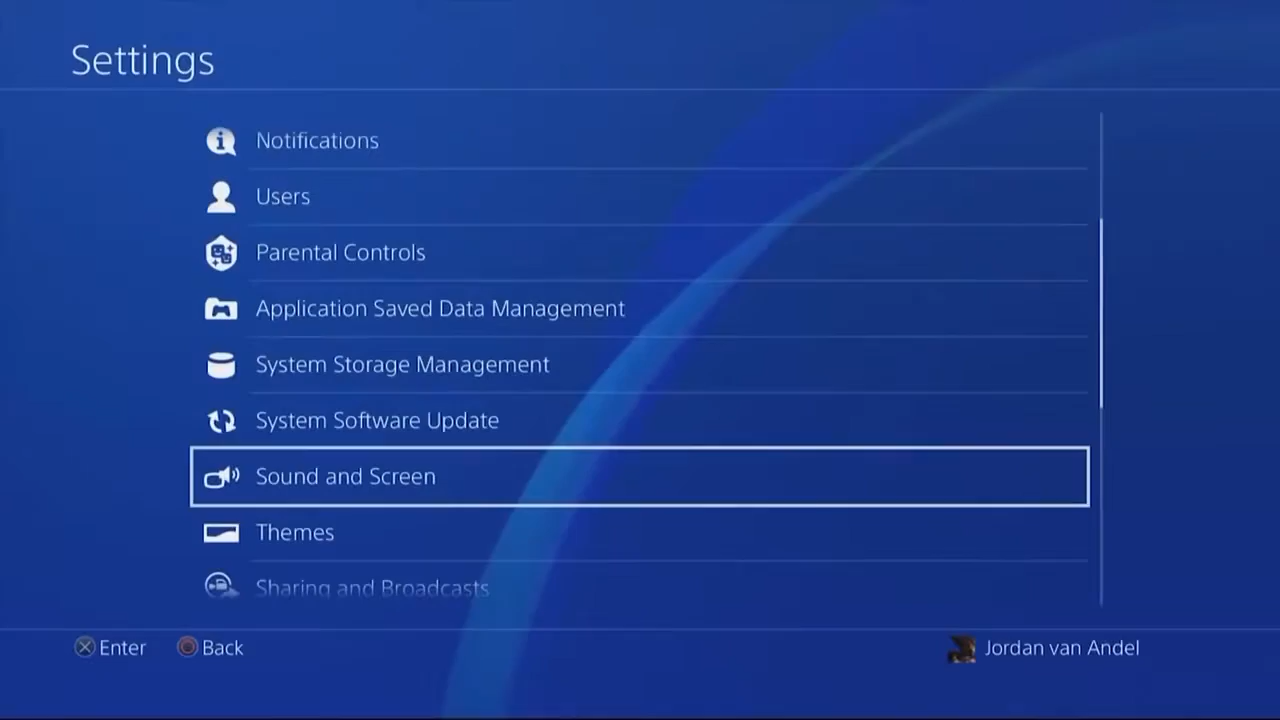 Settings
Notifications
Users
Parental Controls
Application Saved Data Management
System Storage Management
System Software Update
Sound and Screen
Themes
Sharing and Broadcasts
Enter Back Jordan van Andel